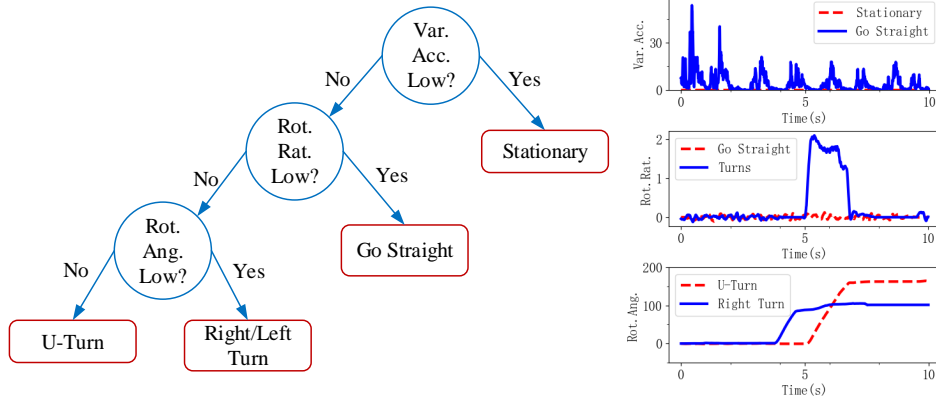 Var.
Acc.
Low?
No
Yes
Rot.
Rat.
Low?
Stationary
No
Yes
Rot.
Ang.
Low?
Go Straight
No
Yes
U-Turn
Right/Left
Turn
Var. Acc.
30
0
Stationary
Go Straight
0
5
10
Time(s)
Rot.Rat.
2
1
0
Go Straight
Turns
0
5
10
Time(s)
Rot.Ang.
200
100
0
U-Turn
Right Turn
0
5
10
Time(s)